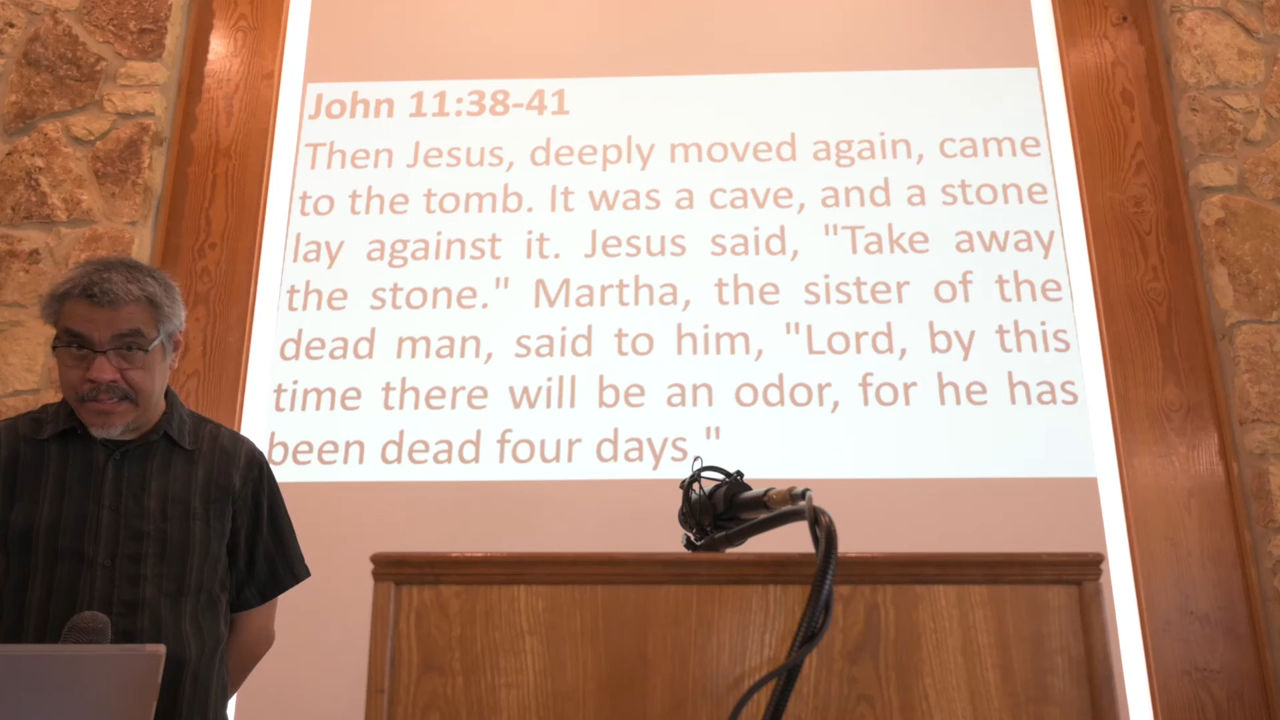 John 11:38-41
Then Jesus, deeply moved again, came
to the tomb. It was a cave, and a stone
lay against it. Jesus said, "Take away
the stone." Martha, the sister of the
dead man, said to him, "Lord, by this
time there will be an odor, for he has
been dead four days."